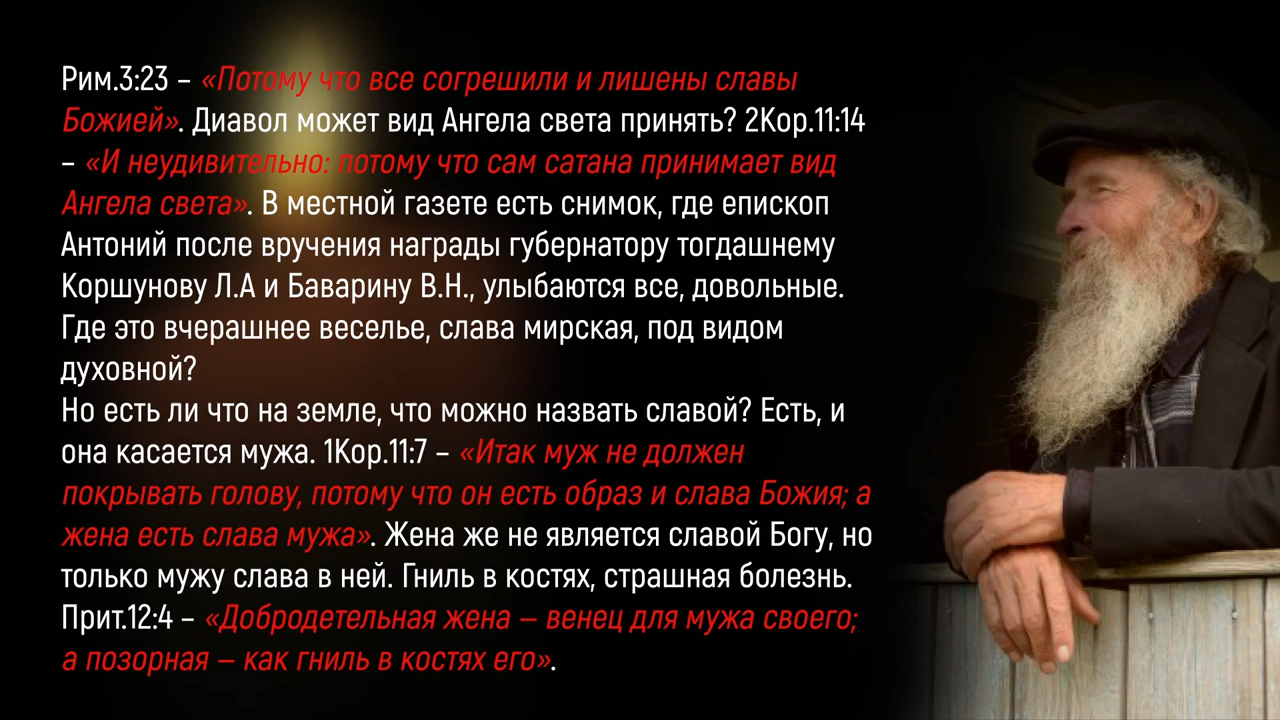 Рим.3:23 – «Потому что все согрешили и лишены славы
Божией». Диавол может вид Ангела света принять? 2Кор.11:14
– «И неудивительно: потому что сам сатана принимает вид
Ангела света». В местной газете есть снимок, где епископ
Антоний после вручения награды губернатору тогдашнему
Коршунову Л.А и Баварину В.Н., улыбаются все, довольные.
Где это вчерашнее веселье, слава мирская, под видом
духовной?
Но есть ли что на земле, что можно назвать славой? Есть, и
она касается мужа. 1Кор.11:7 – «Итак муж не должен
покрывать голову, потому что он есть образ и слава Божия; а
жена есть слава мужа». Жена же не является славой Богу, но
только мужу слава в ней. Гниль в костях, страшная болезнь.
Прит.12:4 – «Добродетельная жена – венец для мужа своего;
а позорная – как гниль в костях его».